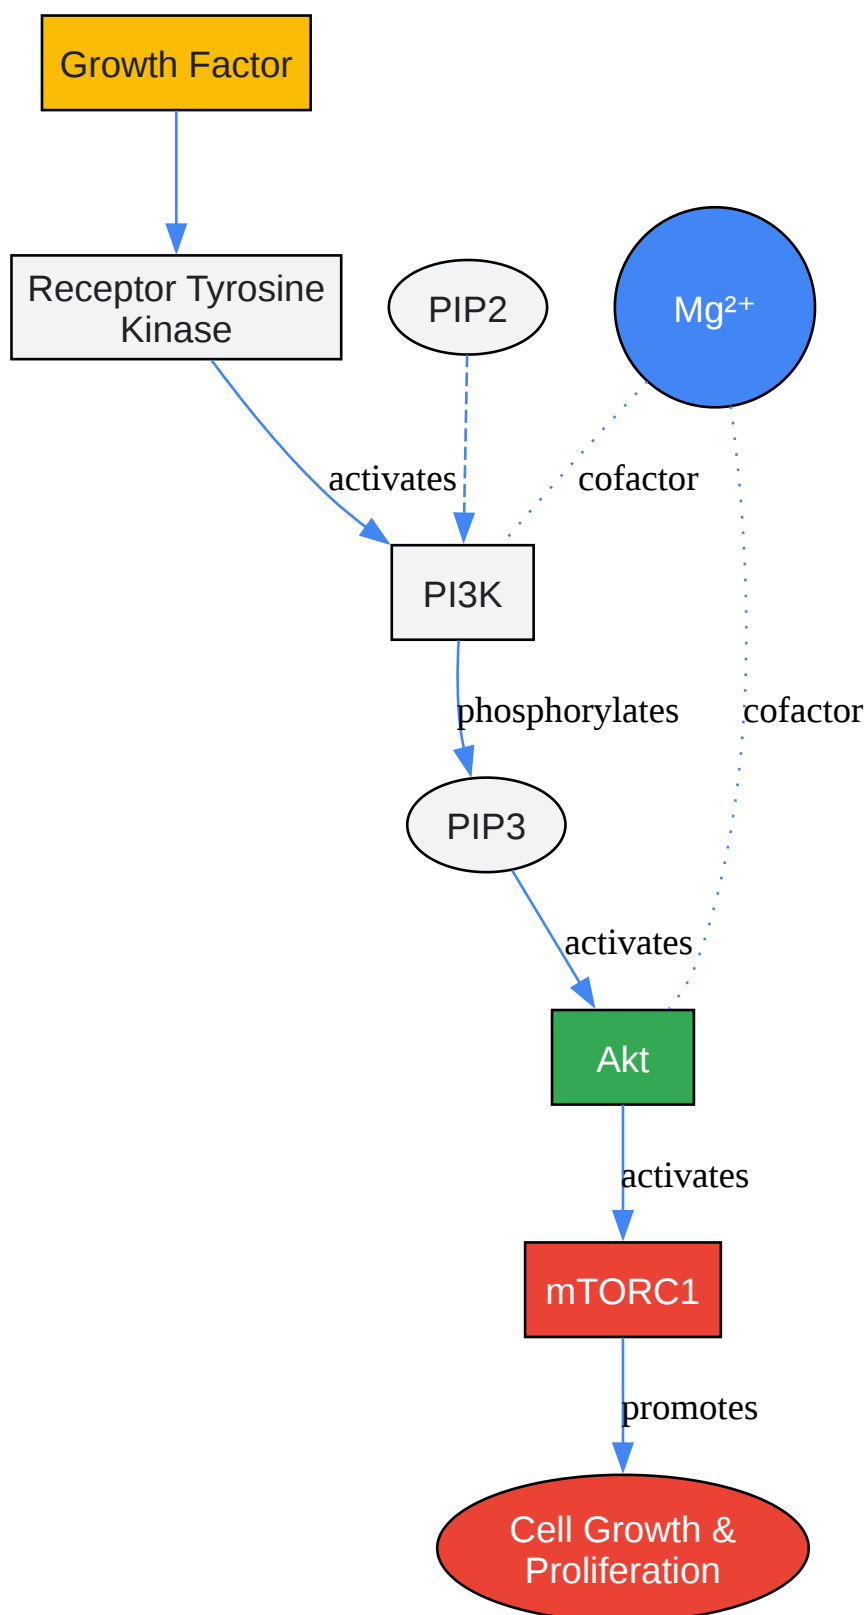 Growth Factor
Receptor Tyrosine
Kinase
PIP2
Mg²⁺
activates
cofactor
PI3K
phosphorylates
cofactor
PIP3
activates
Akt
activates
mTORC1
promotes
Cell Growth &
Proliferation